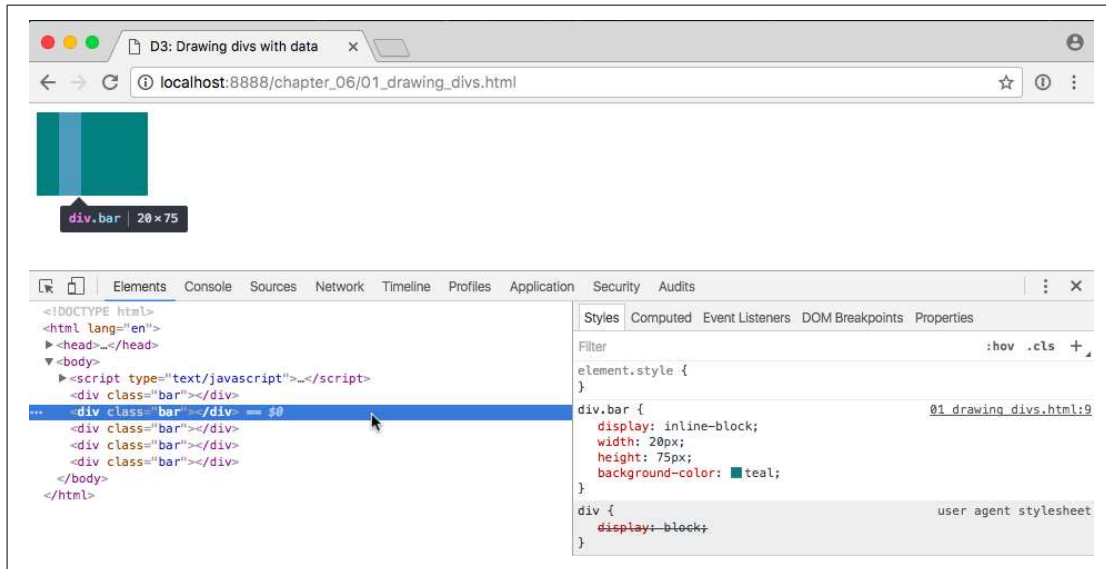 D3: Drawing divs with data ×
localhost:8888/chapter_06/01_drawing_divs.html
div.bar | 20×75
Elements Console Sources Network Timeline Profiles Application Security Audits
<!DOCTYPE html>
<html lang="en">
▶<head>…</head>
▼<body>
▶<script type="text/javascript">…</script>
<div class="bar"></div>
… <div class="bar"></div> == $0
<div class="bar"></div>
<div class="bar"></div>
<div class="bar"></div>
</body>
</html>
Styles Computed Event Listeners DOM Breakpoints Properties
Filter :hov .cls +
element.style {
}
div.bar { 01_drawing_divs.html:9
display: inline-block;
width: 20px;
height: 75px;
background-color: teal;
}
div { user agent stylesheet
display: block;
}